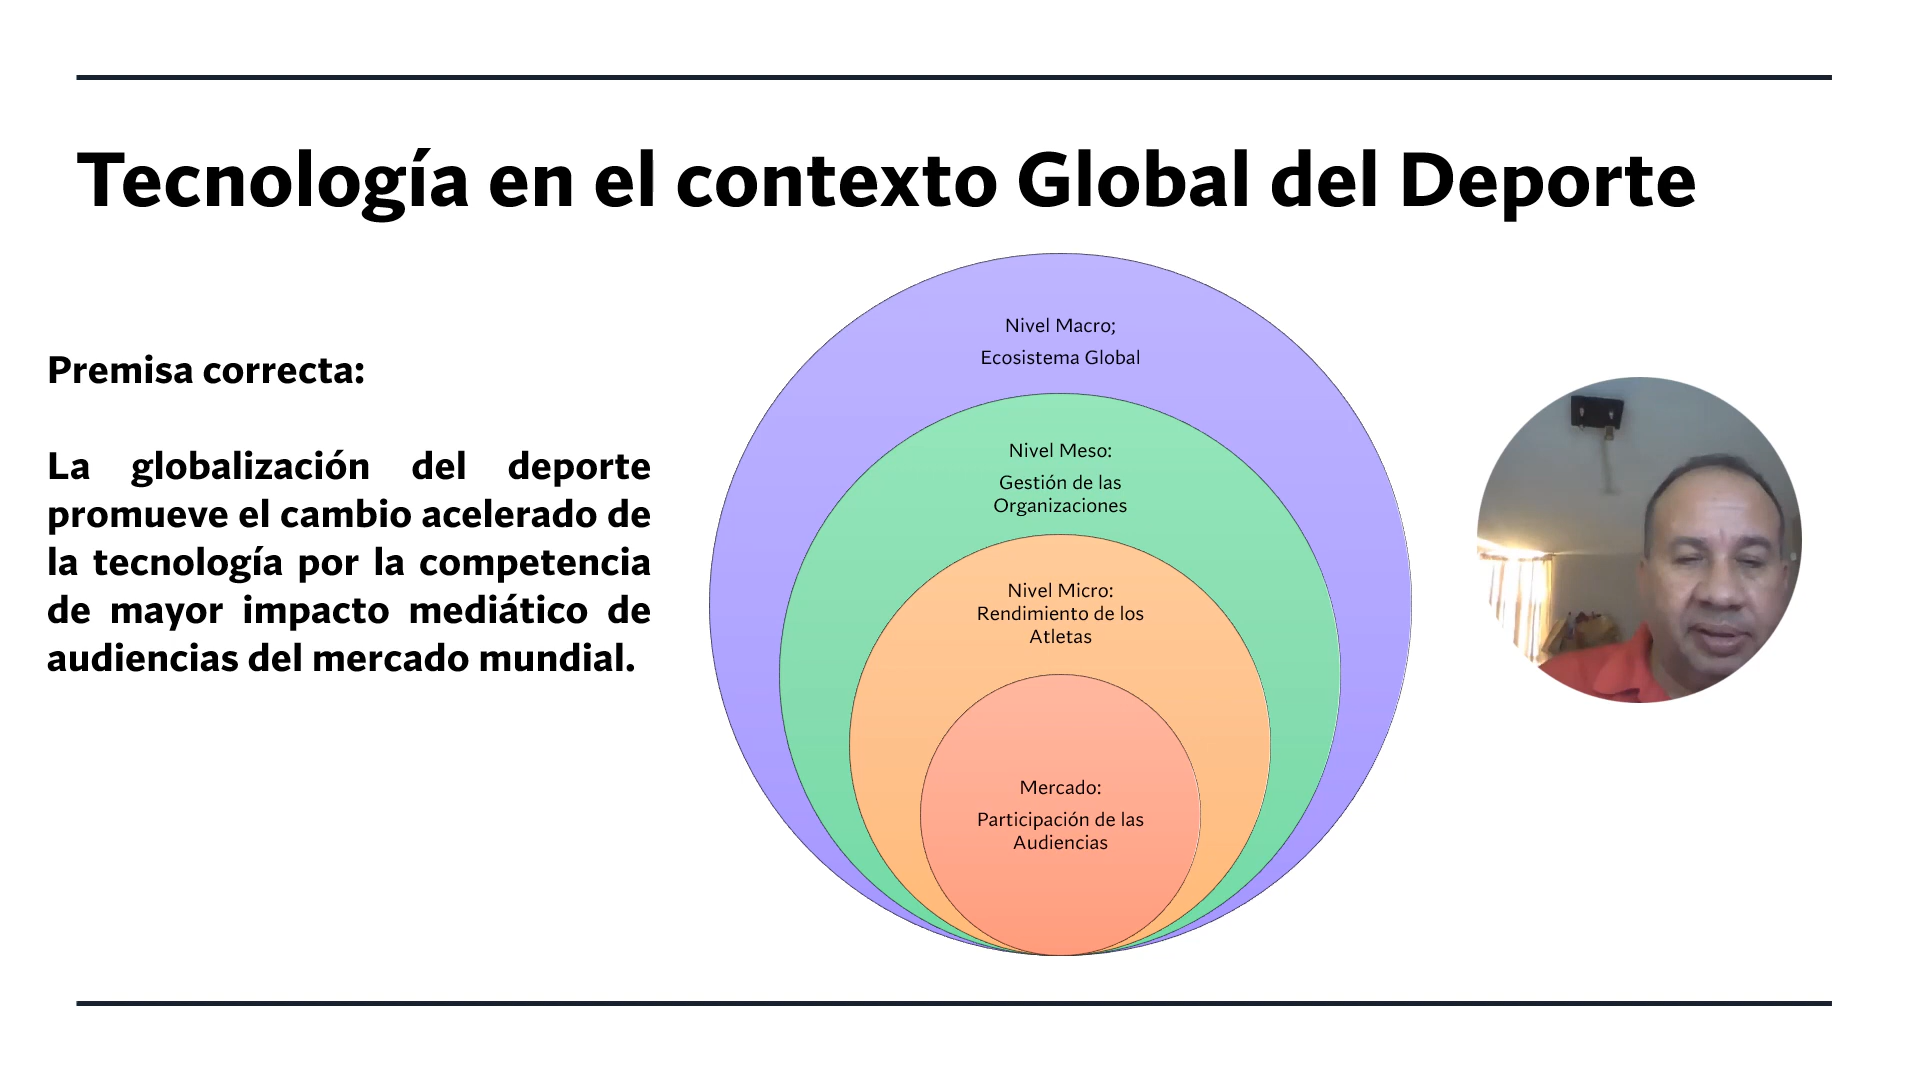 Tecnología en el contexto Global del Deporte
Premisa correcta:
La globalización del deporte
promueve el cambio acelerado de
la tecnología por la competencia
de mayor impacto mediático de
audiencias del mercado mundial.
Nivel Macro;
Ecosistema Global
Nivel Meso:
Gestión de las
Organizaciones
Nivel Micro:
Rendimiento de los
Atletas
Mercado:
Participación de las
Audiencias